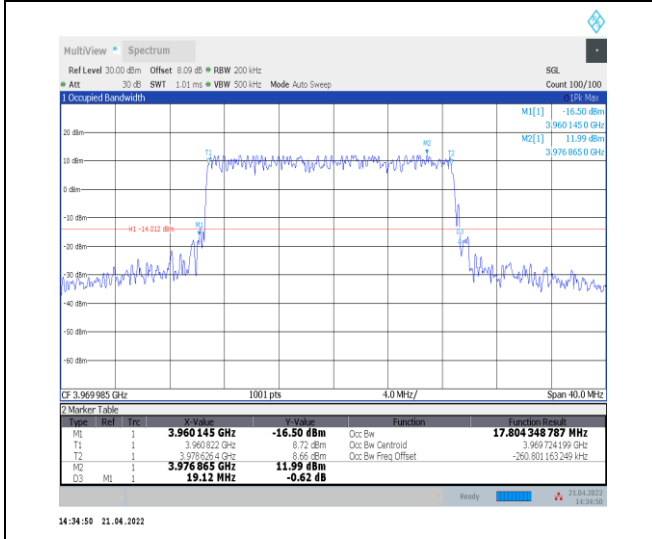 MultiView Spectrum
Ref Level 30.00 dBm Offset 8.09 dB RBW 200 kHz SGL
Att 30 dB SWT 1.01 ms VBW 500 kHz Mode Auto Sweep Count 100/100
1 Occupied Bandwidth 1Pk Max
M1[1] -16.50 dBm
3.960 145 0 GHz
20 dBm
M2[1] 11.99 dBm
3.976 865 0 GHz
M2
T1 T2
10 dBm
0 dBm
-10 dBm
H1 -14.012 dBm
M1
D3
-20 dBm
-30 dBm
-40 dBm
-50 dBm
-60 dBm
CF 3.969 985 GHz 1001 pts 4.0 MHz/ Span 40.0 MHz
2 Marker Table
Type Ref Trc X-Value Y-Value Function Function Result
M1 1 3.960 145 GHz -16.50 dBm Occ Bw 17.804 348 787 MHz
T1 1 3.960 822 GHz 8.72 dBm Occ Bw Centroid 3.969 724 199 GHz
T2 1 3.978 626 4 GHz 8.66 dBm Occ Bw Freq Offset -260.801 163 249 kHz
M2 1 3.976 865 GHz 11.99 dBm
D3 M1 1 19.12 MHz -0.62 dB
Ready 21.04.2022
14:34:50
14:34:50 21.04.2022